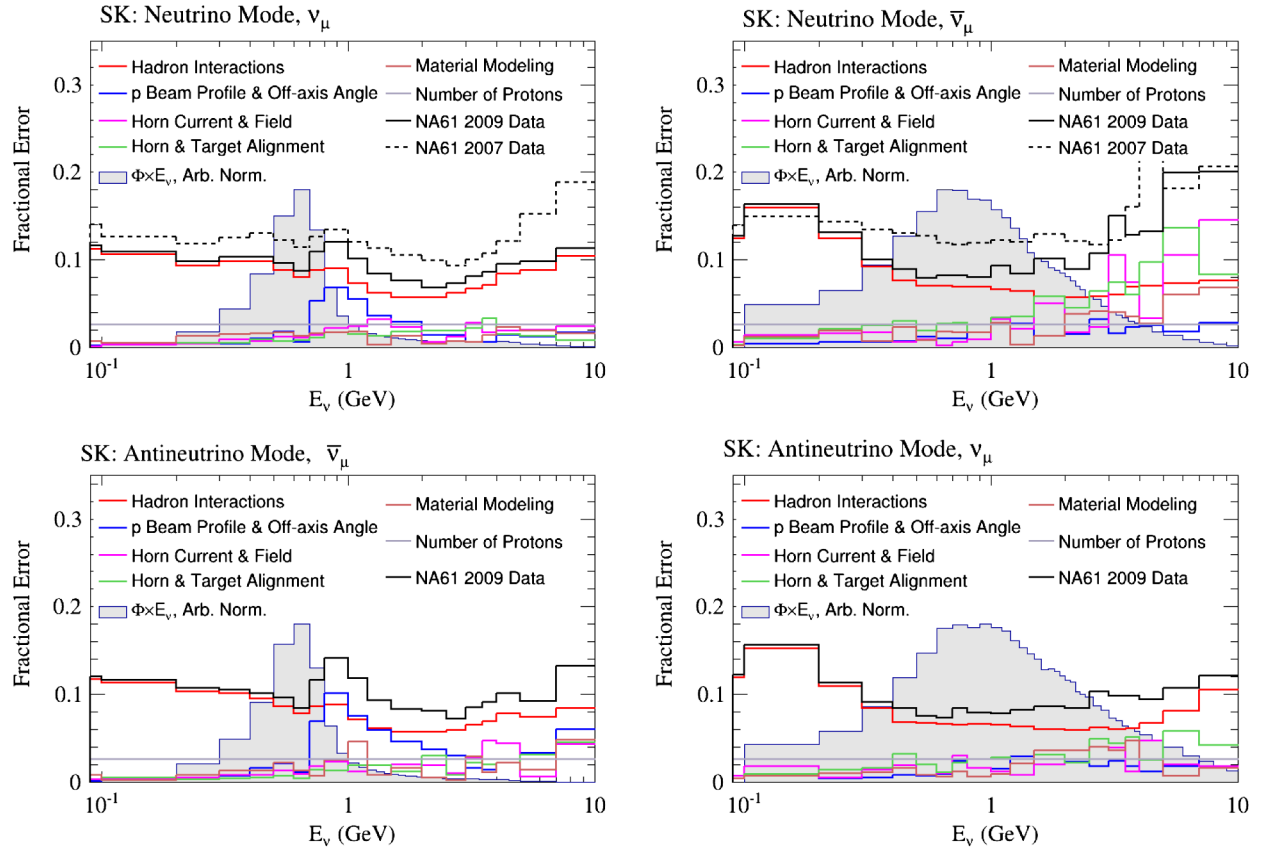 SK: Neutrino Mode, νμ
Fractional Error
0.3
0.2
0.1
0
Hadron Interactions
p Beam Profile & Off-axis Angle
Horn Current & Field
Horn & Target Alignment
Φ×Eν, Arb. Norm.
Material Modeling
Number of Protons
NA61 2009 Data
NA61 2007 Data
10⁻¹
1
10
Eν (GeV)
SK: Neutrino Mode, ν̅μ
Fractional Error
0.3
0.2
0.1
0
Hadron Interactions
p Beam Profile & Off-axis Angle
Horn Current & Field
Horn & Target Alignment
Φ×Eν, Arb. Norm.
Material Modeling
Number of Protons
NA61 2009 Data
NA61 2007 Data
10⁻¹
1
10
Eν (GeV)
SK: Antineutrino Mode, ν̅μ
Fractional Error
0.3
0.2
0.1
0
Hadron Interactions
p Beam Profile & Off-axis Angle
Horn Current & Field
Horn & Target Alignment
Φ×Eν, Arb. Norm.
Material Modeling
Number of Protons
NA61 2009 Data
10⁻¹
1
10
Eν (GeV)
SK: Antineutrino Mode, νμ
Fractional Error
0.3
0.2
0.1
0
Hadron Interactions
p Beam Profile & Off-axis Angle
Horn Current & Field
Horn & Target Alignment
Φ×Eν, Arb. Norm.
Material Modeling
Number of Protons
NA61 2009 Data
10⁻¹
1
10
Eν (GeV)